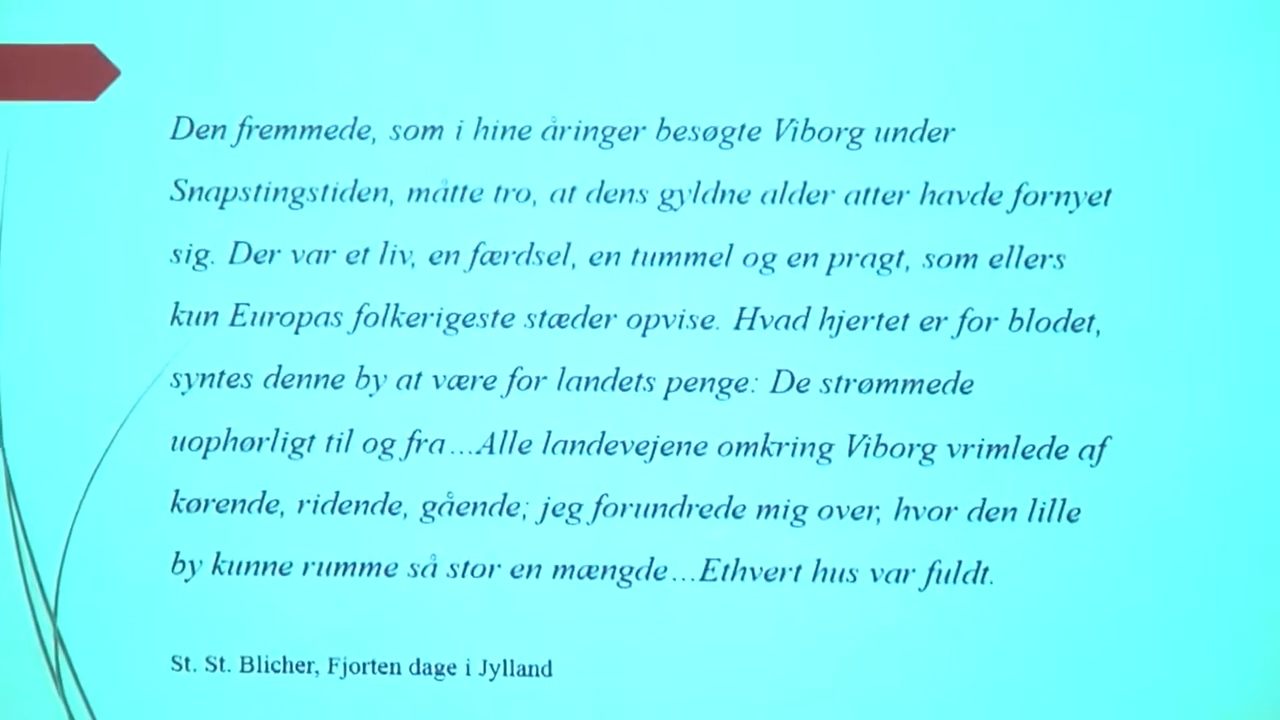 Den fremmede, som i hine åringer besøgte Viborg under
Snapstingstiden, måtte tro, at dens gyldne alder atter havde fornyet
sig. Der var et liv, en færdsel, en tummel og en pragt, som ellers
kun Europas folkerigeste stæder opvise. Hvad hjertet er for blodet,
syntes denne by at være for landets penge: De strømmede
uophørligt til og fra...Alle landevejene omkring Viborg vrimlede af
kørende, ridende, gående; jeg forundrede mig over, hvor den lille
by kunne rumme så stor en mængde...Ethvert hus var fuldt.
St. St. Blicher, Fjorten dage i Jylland